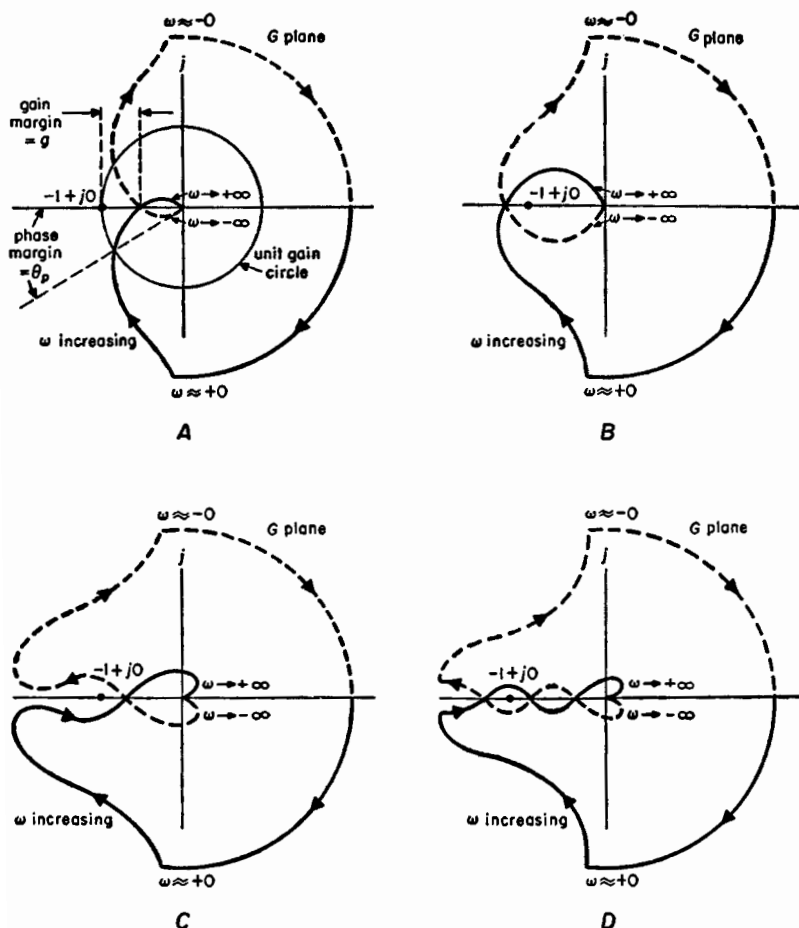 ω≈-0
G plane
j
gain
margin
= g
-1+j0
ω→+∞
ω→-∞
phase
margin
=θp
unit gain
circle
ω increasing
ω≈+0
A
ω≈-0
G plane
j
-1+j0
ω→+∞
ω→-∞
ω increasing
ω≈+0
B
ω≈-0
G plane
j
-1+j0
ω→+∞
ω→-∞
ω increasing
ω≈+0
C
ω≈-0
G plane
j
-1+j0
ω→+∞
ω→-∞
ω increasing
ω≈+0
D